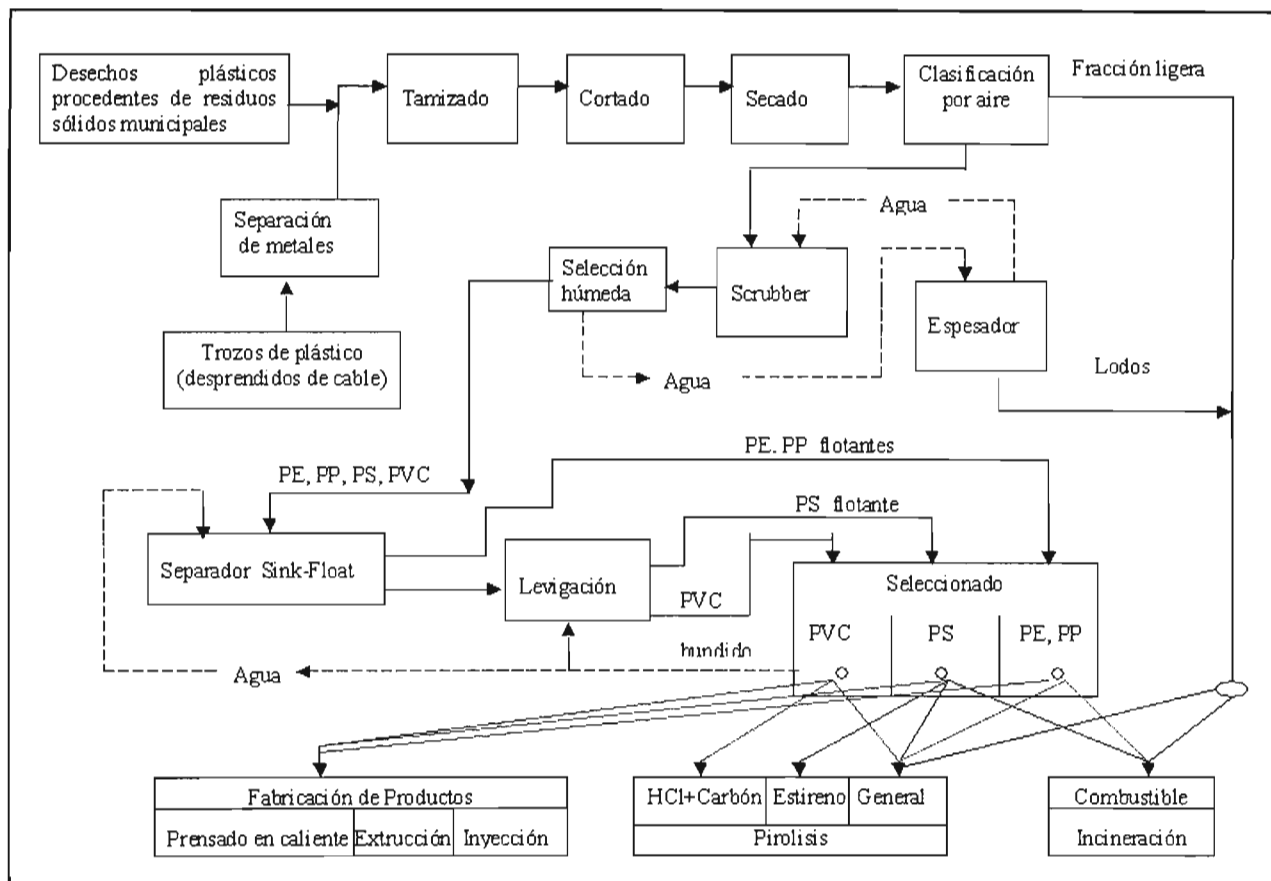 Desechos plásticos
procedentes de residuos
sólidos municipales
Tamizado
Cortado
Secado
Clasificación
por aire
Fracción ligera
Separación
de metales
Trozos de plástico
(desprendidos de cable)
Selección
húmeda
Scrubber
Agua
Espesador
Agua
Lodos
PE, PP, PS, PVC
PE. PP flotantes
PS flotante
Separador Sink-Float
Levigación
PVC
hundido
Agua
Seleccionado
PVC
PS
PE, PP
Fabricación de Productos
Prensado en caliente
Extrucción
Inyección
HCl+Carbón
Estireno
General
Pirolisis
Combustible
Incineración